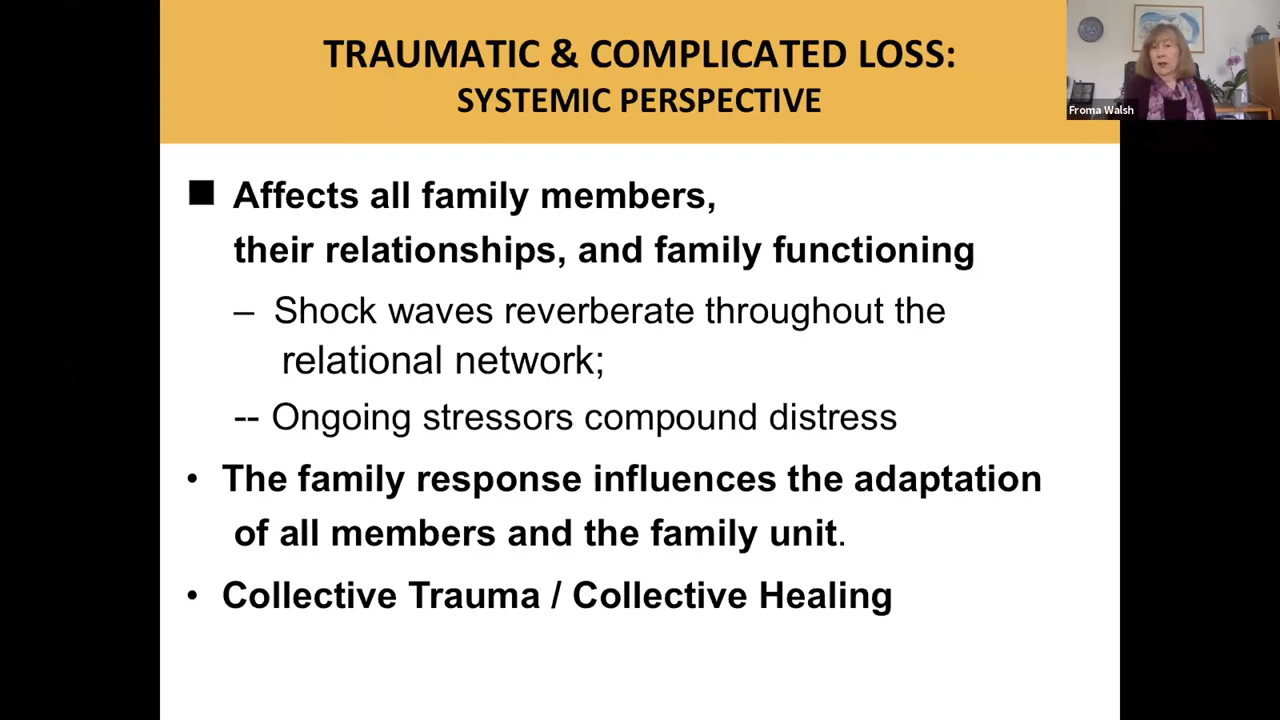 TRAUMATIC & COMPLICATED LOSS:
SYSTEMIC PERSPECTIVE
Froma Walsh
■ Affects all family members,
their relationships, and family functioning
– Shock waves reverberate throughout the
relational network;
-- Ongoing stressors compound distress
• The family response influences the adaptation
of all members and the family unit.
• Collective Trauma / Collective Healing